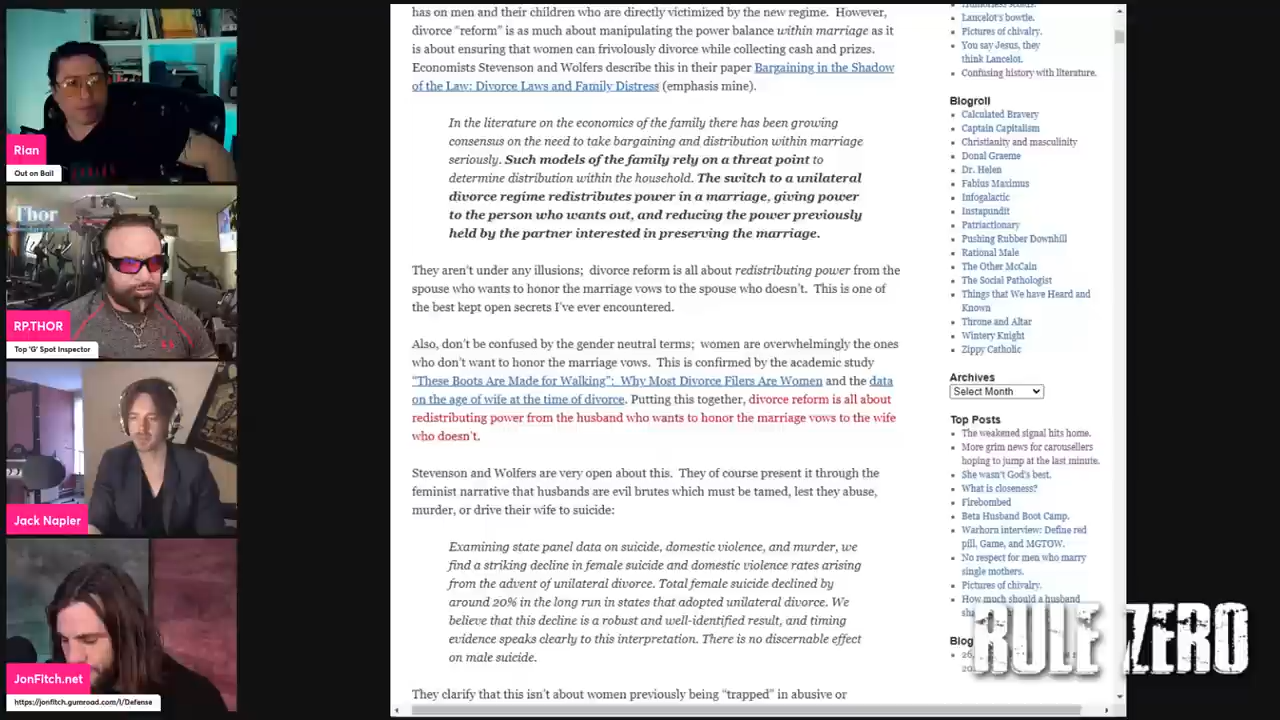 Rian
Out on Bail
Thor
RP.THOR
Top 'G' Spot Inspector
Jack Napier
JonFitch.net
https://jonfitch.gumroad.com/l/Defense
has on men and their children who are directly victimized by the new regime. However,
divorce “reform” is as much about manipulating the power balance within marriage as it
is about ensuring that women can frivolously divorce while collecting cash and prizes.
Economists Stevenson and Wolfers describe this in their paper Bargaining in the Shadow
of the Law: Divorce Laws and Family Distress (emphasis mine).
In the literature on the economics of the family there has been growing
consensus on the need to take bargaining and distribution within marriage
seriously. Such models of the family rely on a threat point to
determine distribution within the household. The switch to a unilateral
divorce regime redistributes power in a marriage, giving power
to the person who wants out, and reducing the power previously
held by the partner interested in preserving the marriage.
They aren’t under any illusions; divorce reform is all about redistributing power from the
spouse who wants to honor the marriage vows to the spouse who doesn’t. This is one of
the best kept open secrets I’ve ever encountered.
Also, don’t be confused by the gender neutral terms; women are overwhelmingly the ones
who don’t want to honor the marriage vows. This is confirmed by the academic study
“These Boots Are Made for Walking”: Why Most Divorce Filers Are Women and the data
on the age of wife at the time of divorce. Putting this together, divorce reform is all about
redistributing power from the husband who wants to honor the marriage vows to the wife
who doesn’t.
Stevenson and Wolfers are very open about this. They of course present it through the
feminist narrative that husbands are evil brutes which must be tamed, lest they abuse,
murder, or drive their wife to suicide:
Examining state panel data on suicide, domestic violence, and murder, we
find a striking decline in female suicide and domestic violence rates arising
from the advent of unilateral divorce. Total female suicide declined by
around 20% in the long run in states that adopted unilateral divorce. We
believe that this decline is a robust and well-identified result, and timing
evidence speaks clearly to this interpretation. There is no discernable effect
on male suicide.
They clarify that this isn’t about women previously being “trapped” in abusive or
Lancelot’s bowtle.
Pictures of chivalry.
You say Jesus, they
think Lancelot.
Confusing history with literature.
Blogroll
Calculated Bravery
Captain Capitalism
Christianity and masculinity
Donal Graeme
Dr. Helen
Fabius Maximus
Infogalactic
Instapundit
Patriactionary
Pushing Rubber Downhill
Rational Male
The Other McCain
The Social Pathologist
Things that We have Heard and
Known
Throne and Altar
Wintery Knight
Zippy Catholic
Archives
Select Month
Top Posts
The weakened signal hits home.
More grim news for carousellers
hoping to jump at the last minute.
She wasn't God's best.
What is closeness?
Firebombed
Beta Husband Boot Camp.
Warhorn interview: Define red
pill, Game, and MGTOW.
No respect for men who marry
single mothers.
Pictures of chivalry.
How much should a husband
Blog
RULE ZERO